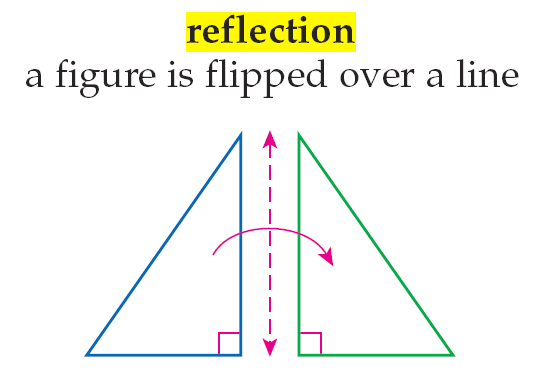 reflection
a figure is flipped over a line